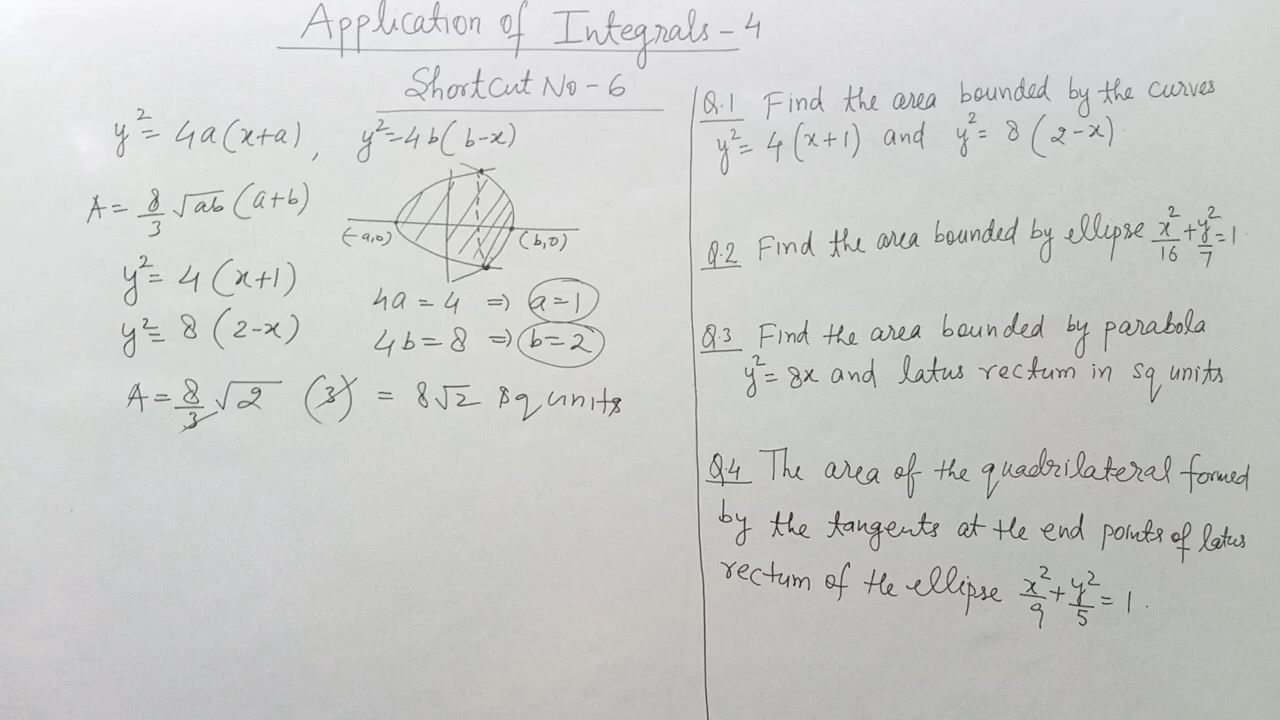 Application of Integrals - 4
Shortcut No - 6
y² = 4a(x+a), y² = 4b(b-x)
A = 8/3 √ab (a+b)
(-a,0) (b,0)
y² = 4(x+1)
y² = 8(2-x)
4a = 4 ⇒ a=1
4b = 8 ⇒ b=2
A = 8/3 √2 (3) = 8√2 sq units
Q.1 Find the area bounded by the curves
y² = 4(x+1) and y² = 8(2-x).
Q.2 Find the area bounded by ellipse x²/16 + y²/7 = 1
Q.3 Find the area bounded by parabola
y² = 8x and latus rectum in sq units.
Q.4 The area of the quadrilateral formed
by the tangents at the end points of latus
rectum of the ellipse x²/9 + y²/5 = 1.